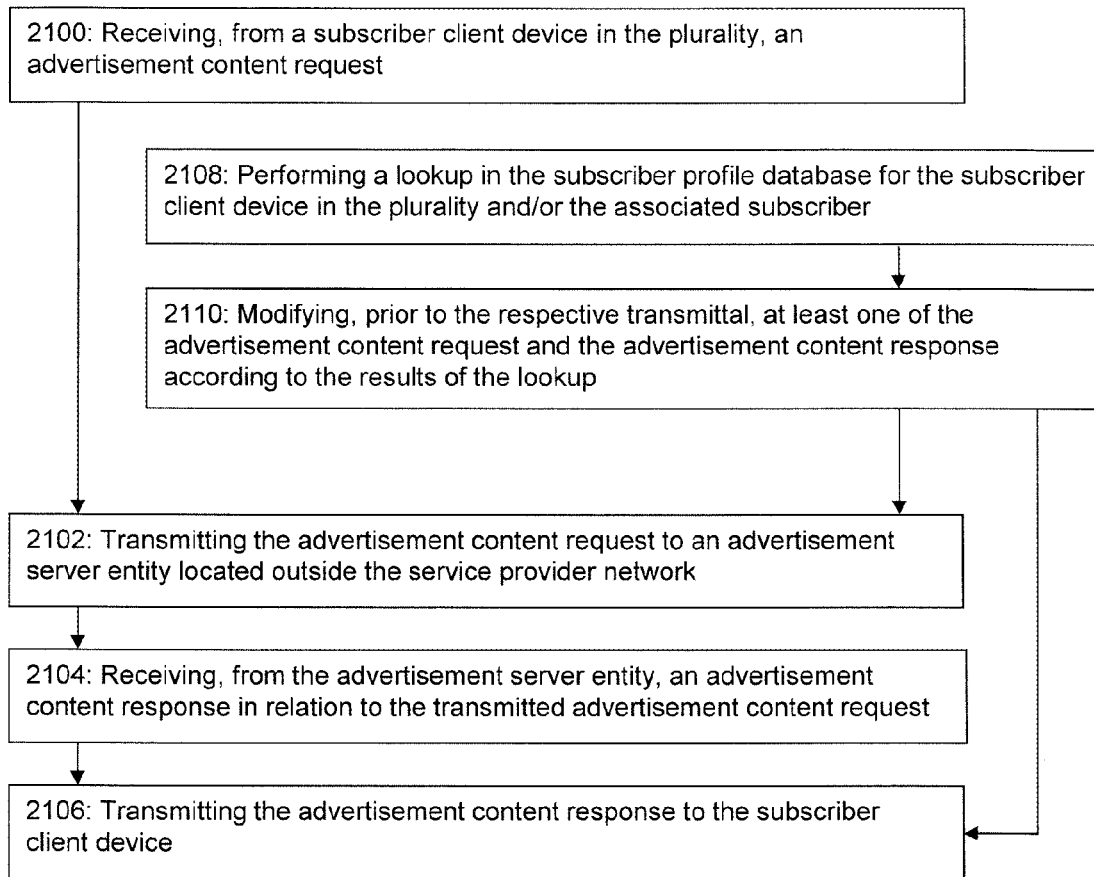 2100: Receiving, from a subscriber client device in the plurality, an
advertisement content request
2108: Performing a lookup in the subscriber profile database for the subscriber
client device in the plurality and/or the associated subscriber
2110: Modifying, prior to the respective transmittal, at least one of the
advertisement content request and the advertisement content response
according to the results of the lookup
2102: Transmitting the advertisement content request to an advertisement
server entity located outside the service provider network
2104: Receiving, from the advertisement server entity, an advertisement
content response in relation to the transmitted advertisement content request
2106: Transmitting the advertisement content response to the subscriber
client device